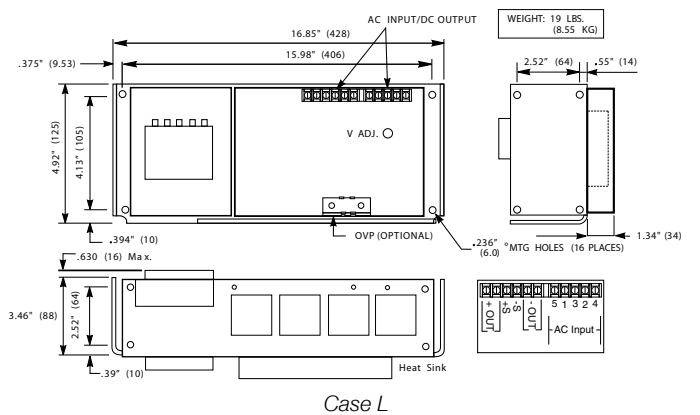 16.85" (428)
AC INPUT/DC OUTPUT
WEIGHT: 19 LBS.
(8.55 KG)
.375" (9.53)
15.98" (406)
2.52" (64)
.55" (14)
4.92" (125)
4.13" (105)
V ADJ.
.394" (10)
OVP (OPTIONAL)
.236" °MTG HOLES (16 PLACES)
(6.0)
1.34" (34)
.630 (16) Max.
3.46" (88)
2.52" (64)
.39" (10)
Heat Sink
+ OUT
+S
-S
- OUT
5 1 3 2 4
AC Input
Case L